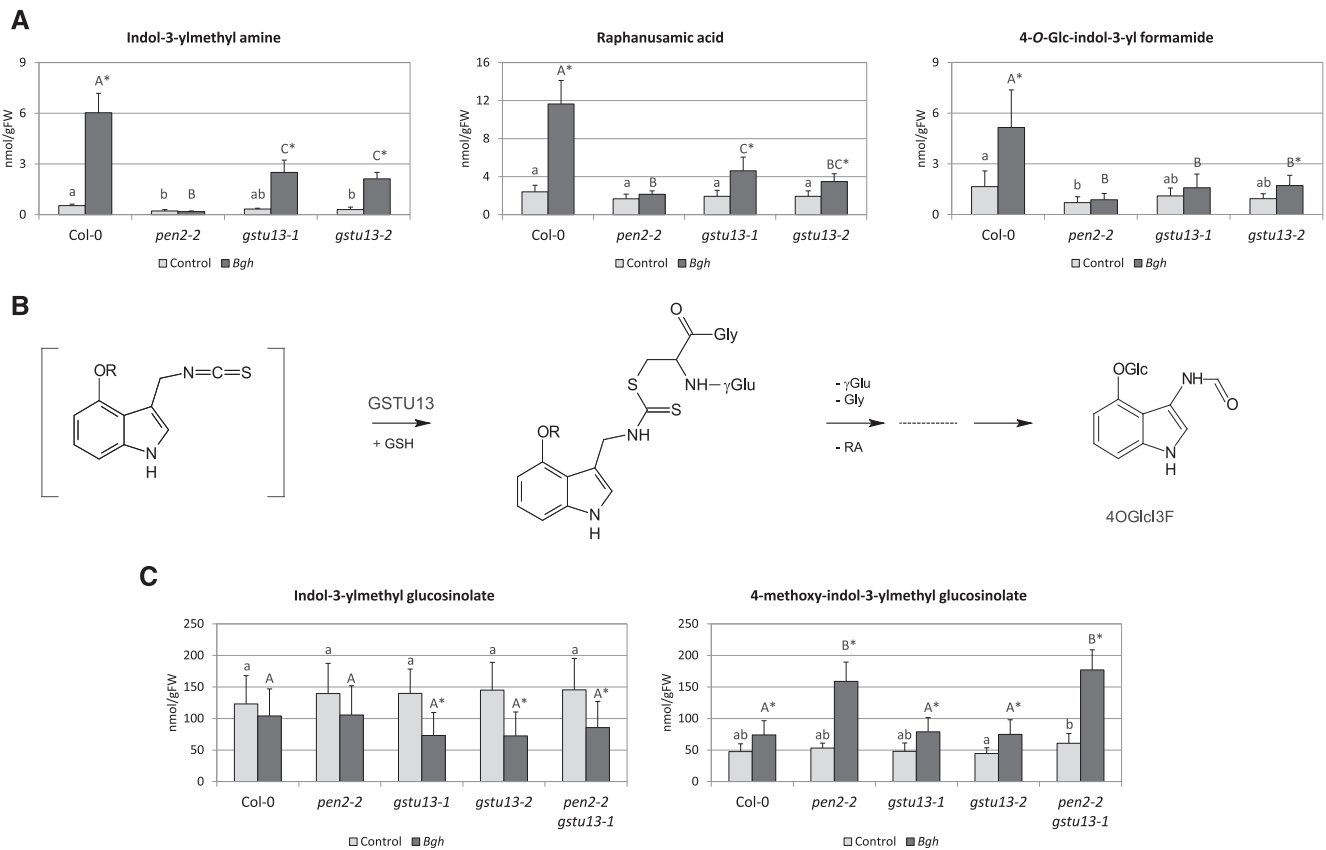 A
Indol-3-ylmethyl amine
Raphanusamic acid
4-O-Glc-indol-3-yl formamide
nmol/gFW
9
6
3
0
a
A*
b
B
ab
C*
b
C*
Col-0
pen2-2
gstu13-1
gstu13-2
Control
Bgh
nmol/gFW
16
12
8
4
0
a
A*
a
B
a
C*
a
BC*
Col-0
pen2-2
gstu13-1
gstu13-2
Control
Bgh
nmol/gFW
9
6
3
0
a
A*
b
B
ab
B
ab
B*
Col-0
pen2-2
gstu13-1
gstu13-2
Control
Bgh
B
OR
N=C=S
N
H
GSTU13
+ GSH
O
Gly
S
NH-γGlu
S
NH
OR
N
H
- γGlu
- Gly
- RA
OGlc
NH
O
N
H
4OGlcI3F
C
Indol-3-ylmethyl glucosinolate
4-methoxy-indol-3-ylmethyl glucosinolate
nmol/gFW
250
200
150
100
50
0
a
A
a
A
a
A*
a
A*
a
A*
Col-0
pen2-2
gstu13-1
gstu13-2
pen2-2
gstu13-1
Control
Bgh
nmol/gFW
250
200
150
100
50
0
ab
A*
ab
B*
ab
A*
a
A*
b
B*
Col-0
pen2-2
gstu13-1
gstu13-2
pen2-2
gstu13-1
Control
Bgh